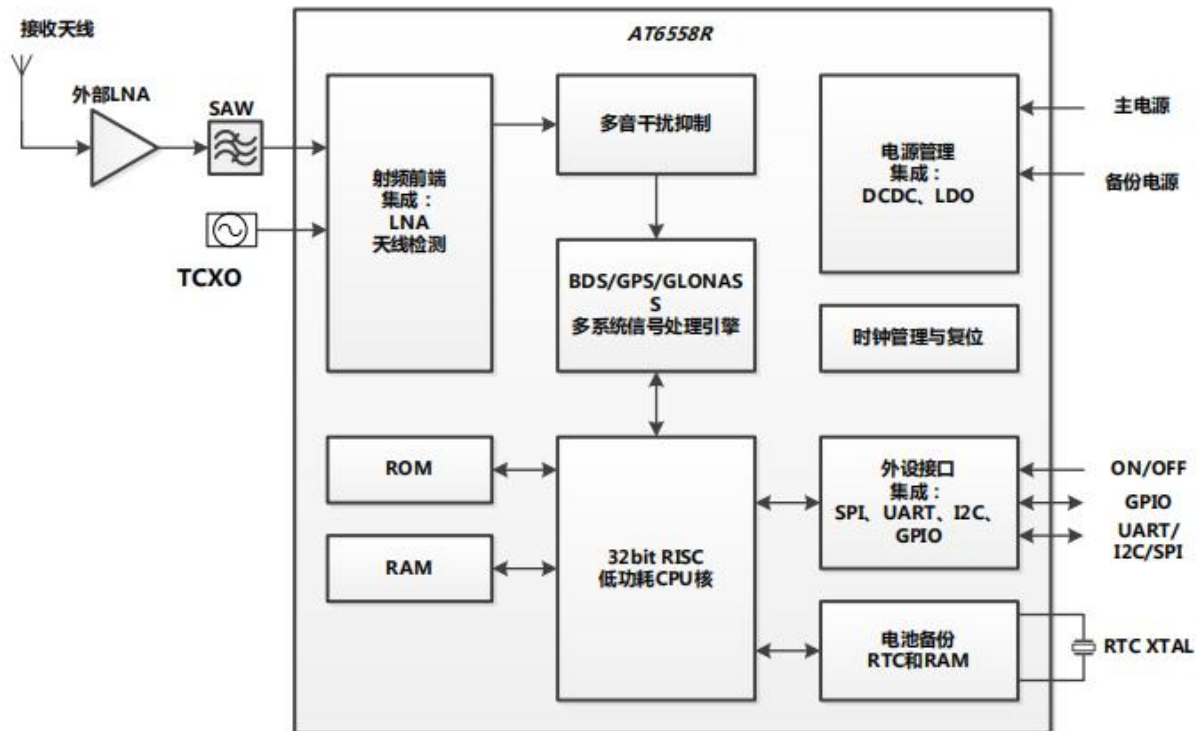 接收天线
外部LNA
SAW
TCXO
AT6558R
射频前端
集成：
LNA
天线检测
多音干扰抑制
BDS/GPS/GLONAS
S
多系统信号处理引擎
电源管理
集成：
DCDC、LDO
主电源
备份电源
时钟管理与复位
ROM
RAM
32bit RISC
低功耗CPU核
外设接口
集成：
SPI、UART、I2C、
GPIO
ON/OFF
GPIO
UART/
I2C/SPI
电池备份
RTC和RAM
RTC XTAL